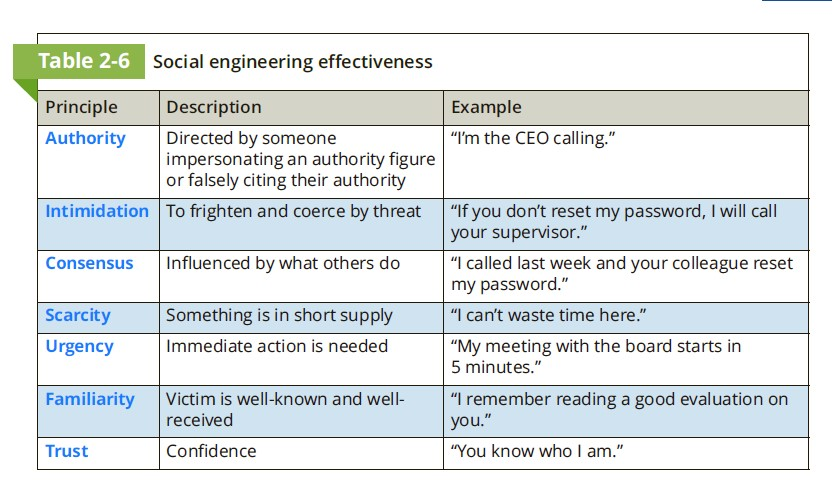 Table 2-6 Social engineering effectiveness
Principle Description Example
Authority Directed by someone “I’m the CEO calling.”
impersonating an authority figure
or falsely citing their authority
Intimidation To frighten and coerce by threat “If you don’t reset my password, I will call
your supervisor.”
Consensus Influenced by what others do “I called last week and your colleague reset
my password.”
Scarcity Something is in short supply “I can’t waste time here.”
Urgency Immediate action is needed “My meeting with the board starts in
5 minutes.”
Familiarity Victim is well-known and well- “I remember reading a good evaluation on
received you.”
Trust Confidence “You know who I am.”